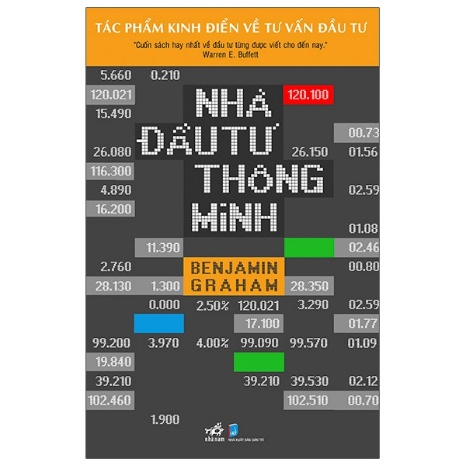 TÁC PHẨM KINH ĐIỂN VỀ TƯ VẤN ĐẦU TƯ
"Cuốn sách hay nhất về đầu tư từng được viết cho đến nay."
Warren E. Buffett
5.660 0.210
120.021 NHÀ 120.100
15.490
ĐẦU TƯ 00.73
26.080 26.150 01.56
116.300 THÔNG
4.890 02.59
16.200 MINH
01.08
11.390 02.46
2.760 BENJAMIN 00.80
28.130 1.300 GRAHAM 28.350
0.000 2.50% 120.021 3.290 02.59
17.100 01.77
99.200 3.970 4.00% 99.090 99.570 01.09
19.840
39.210 39.210 39.530 02.12
102.460 102.510 00.70
1.900
nhã nam